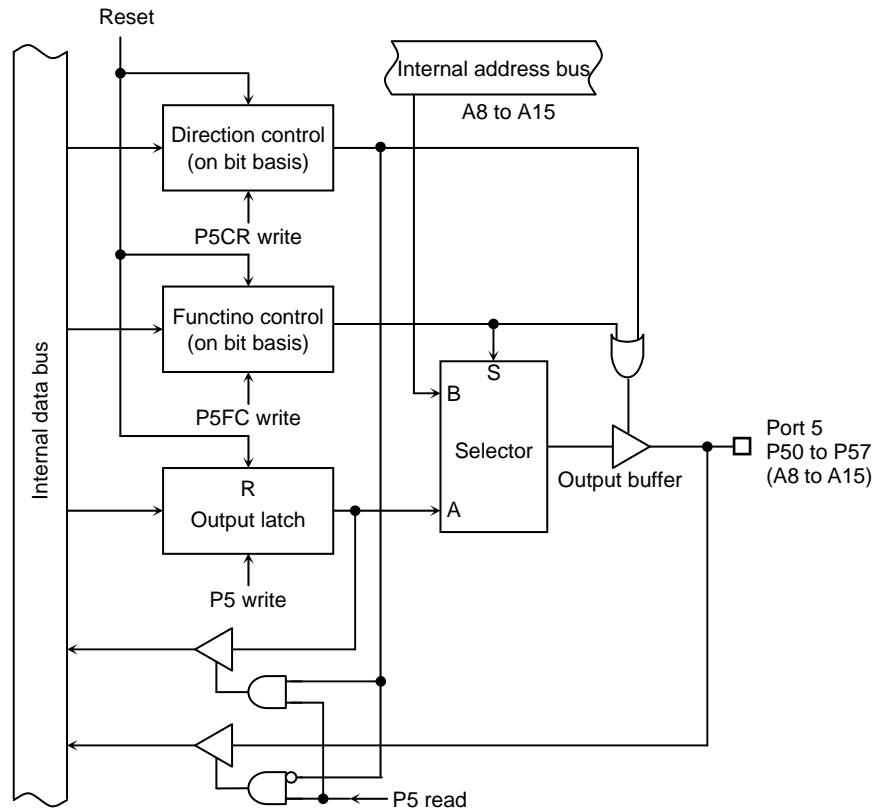 Reset
Internal address bus
A8 to A15
Direction control
(on bit basis)
P5CR write
Functino control
(on bit basis)
P5FC write
Internal data bus
S
B
Selector
A
Output buffer
Port 5
P50 to P57
(A8 to A15)
R
Output latch
P5 write
P5 read